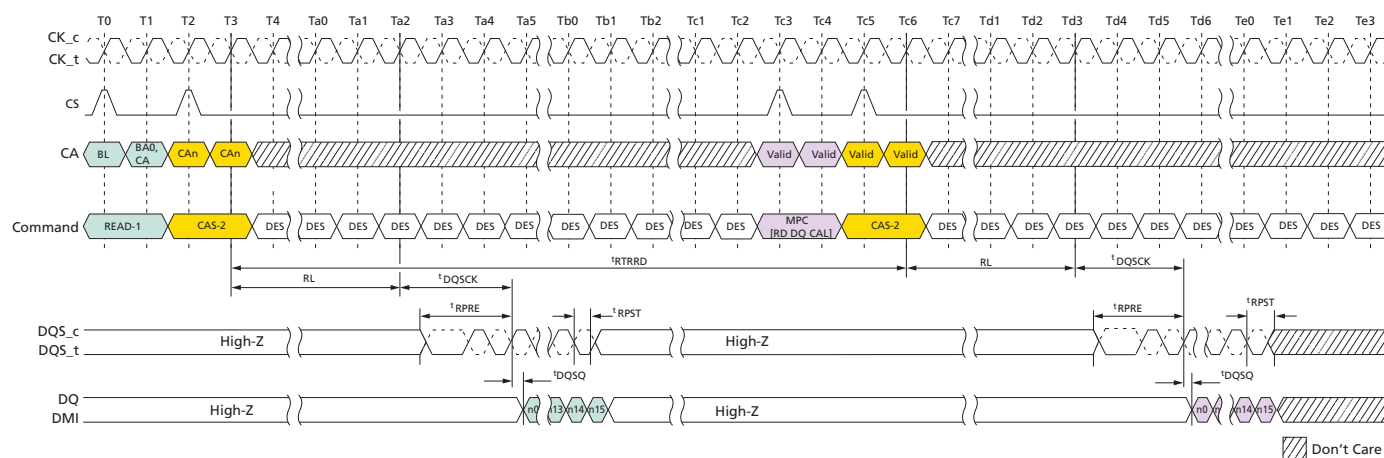 T0 T1 T2 T3 T4 Ta0 Ta1 Ta2 Ta3 Ta4 Ta5 Tb0 Tb1 Tb2 Tc1 Tc2 Tc3 Tc4 Tc5 Tc6 Tc7 Td1 Td2 Td3 Td4 Td5 Td6 Te0 Te1 Te2 Te3
CK_c
CK_t
CS
CA BL BA0, CA CAn CAn Valid Valid Valid Valid
Command READ-1 CAS-2 DES DES DES DES DES DES DES DES DES DES DES DES MPC [RD DQ CAL] CAS-2 DES DES DES DES DES DES DES DES DES DES DES
tRTRRD
RL tDQSCK RL tDQSCK
tRPRE tRPST tRPRE tRPST
DQS_c
DQS_t
High-Z High-Z
tDQSQ tDQSQ
DQ
DMI
High-Z n0 n13 n14 n15 High-Z n0 n14 n15
Don't Care